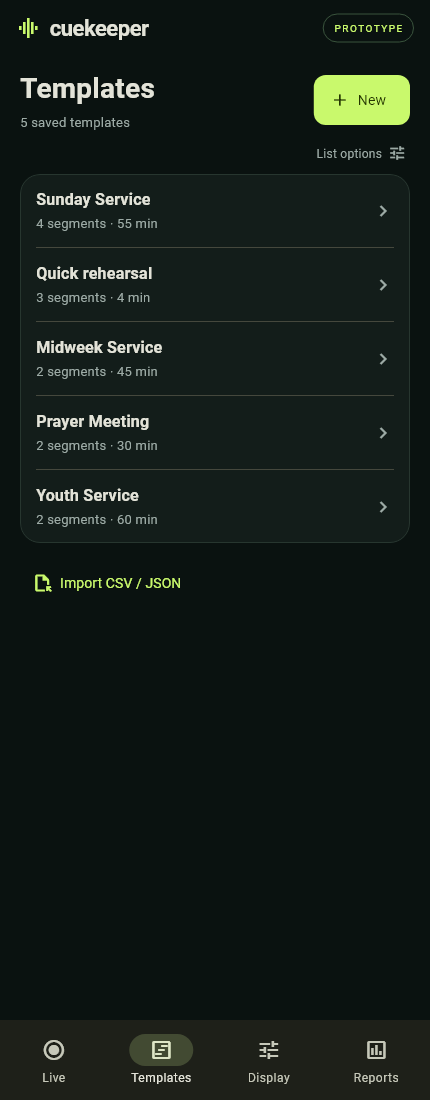 cuekeeper
PROTOTYPE
Templates
5 saved templates
New
List options
Sunday Service
4 segments · 55 min
Quick rehearsal
3 segments · 4 min
Midweek Service
2 segments · 45 min
Prayer Meeting
2 segments · 30 min
Youth Service
2 segments · 60 min
Import CSV / JSON
Live
Templates
Display
Reports